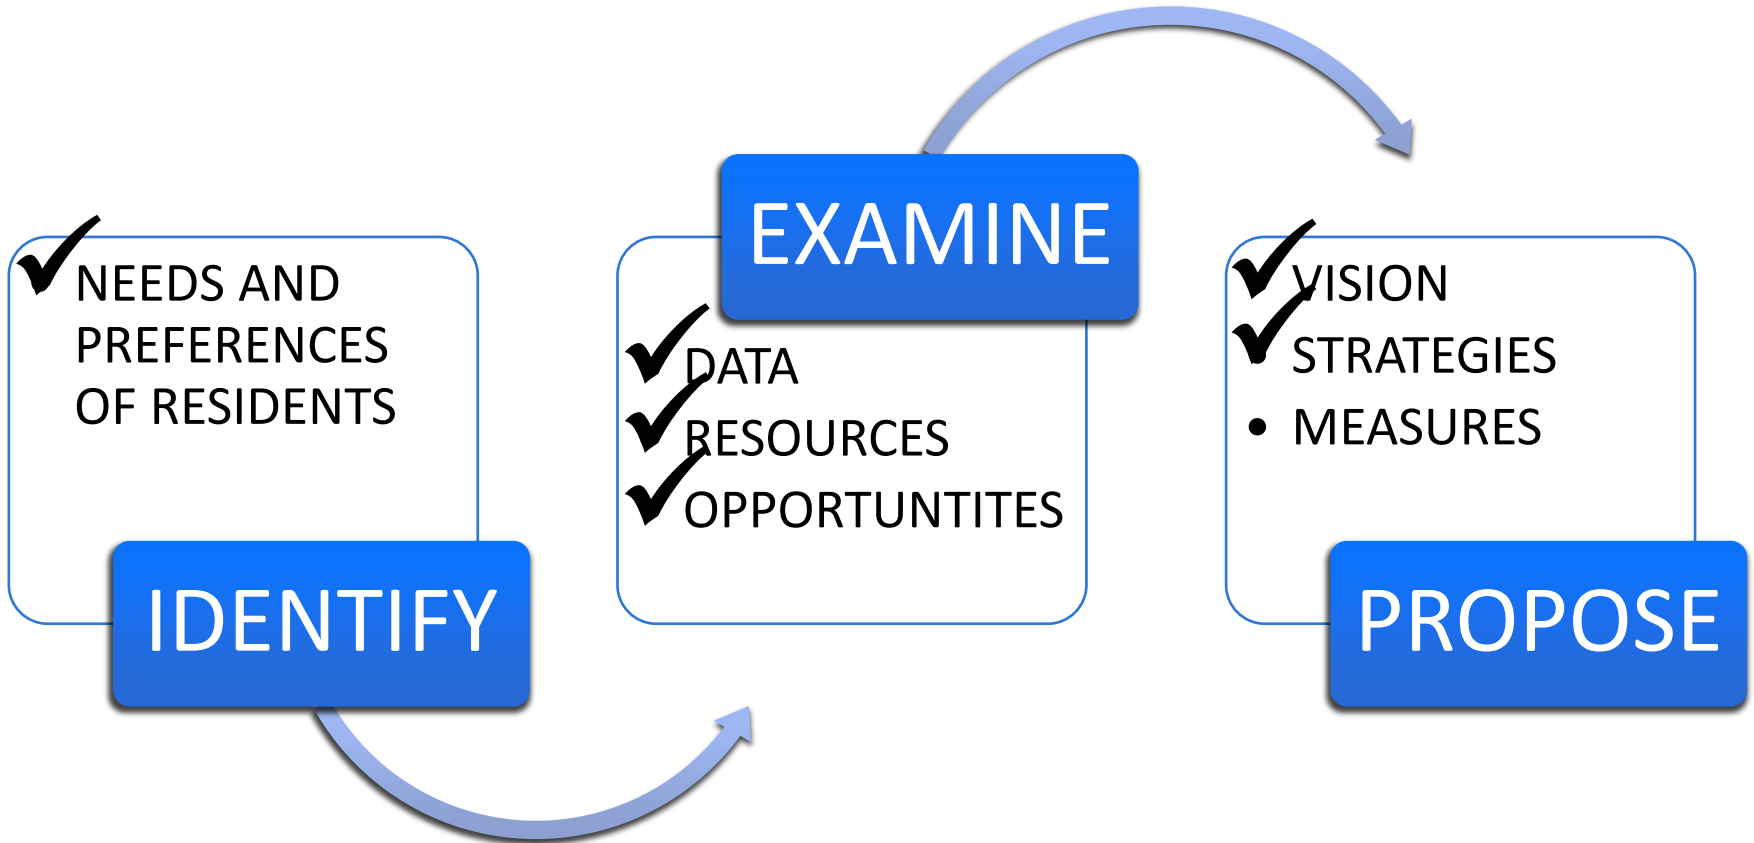 NEEDS AND
PREFERENCES
OF RESIDENTS
IDENTIFY
EXAMINE
DATA
RESOURCES
OPPORTUNTITES
VISION
STRATEGIES
• MEASURES
PROPOSE